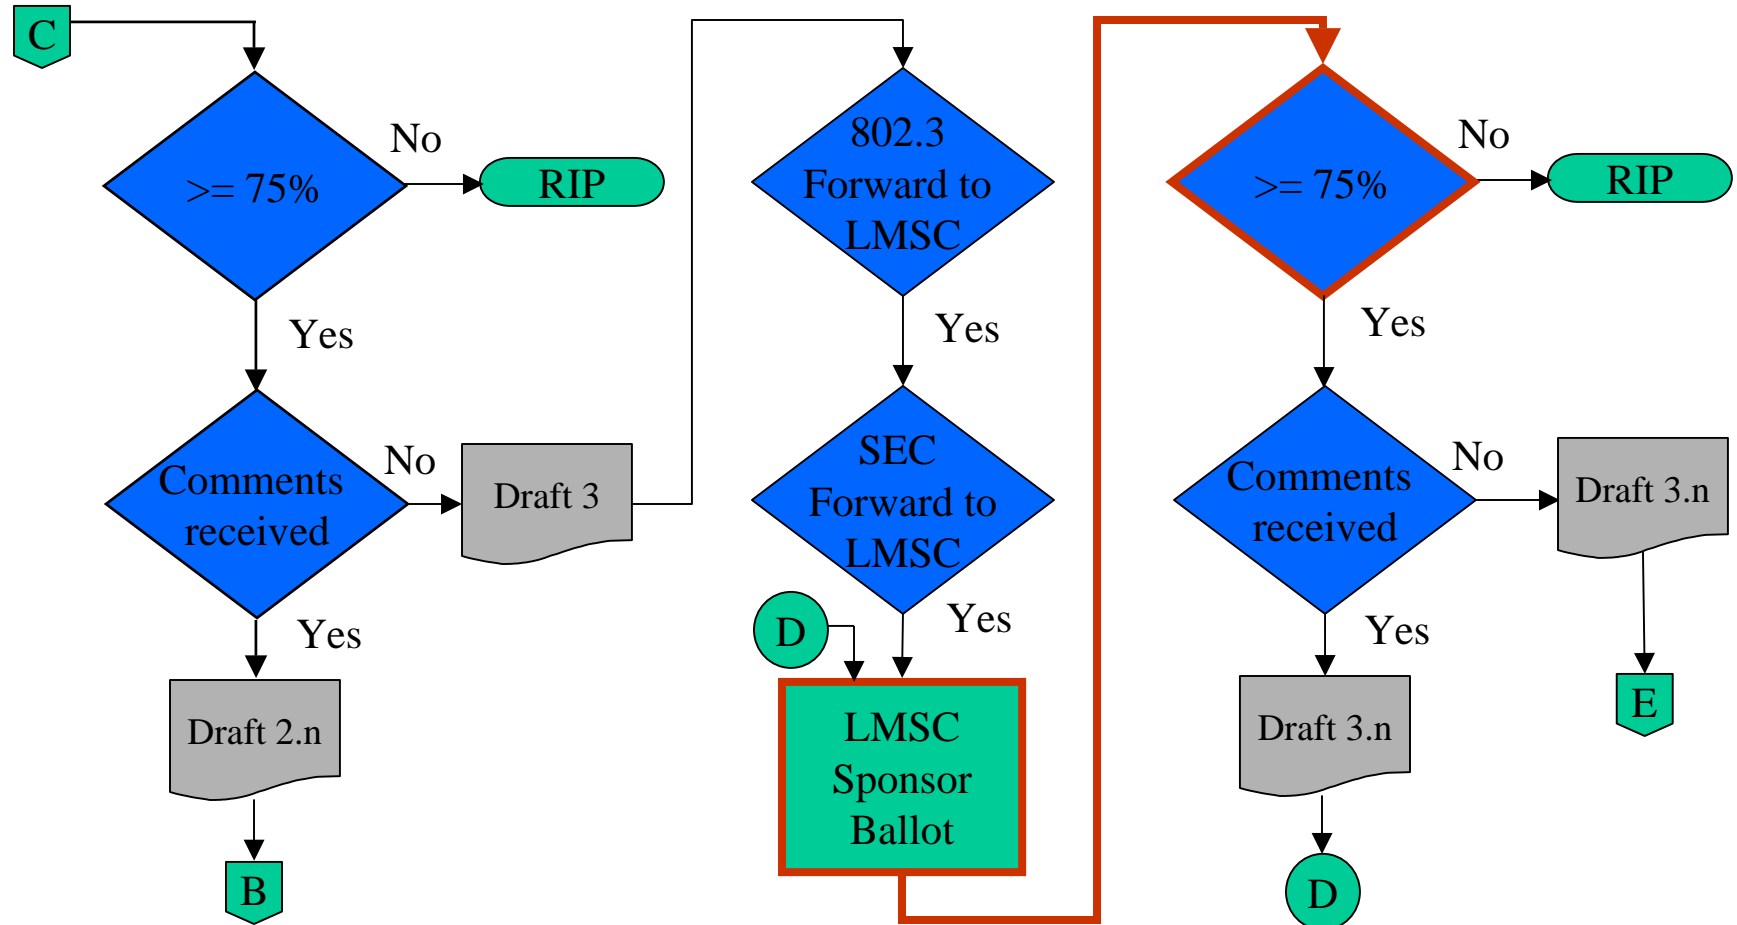 C
>= 75%
No
RIP
Yes
Comments
received
No
Draft 3
Yes
Draft 2.n
B
802.3
Forward to
LMSC
Yes
SEC
Forward to
LMSC
Yes
D
LMSC
Sponsor
Ballot
>= 75%
No
RIP
Yes
Comments
received
No
Draft 3.n
E
Yes
Draft 3.n
D